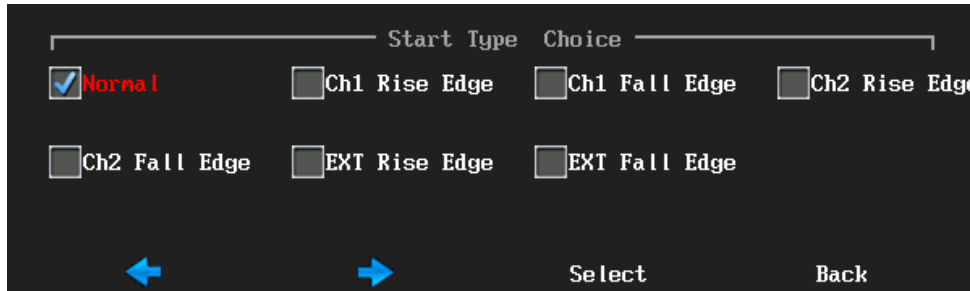 Start Type Choice
Normal Ch1 Rise Edge Ch1 Fall Edge Ch2 Rise Edge
Ch2 Fall Edge EXT Rise Edge EXT Fall Edge
Select Back